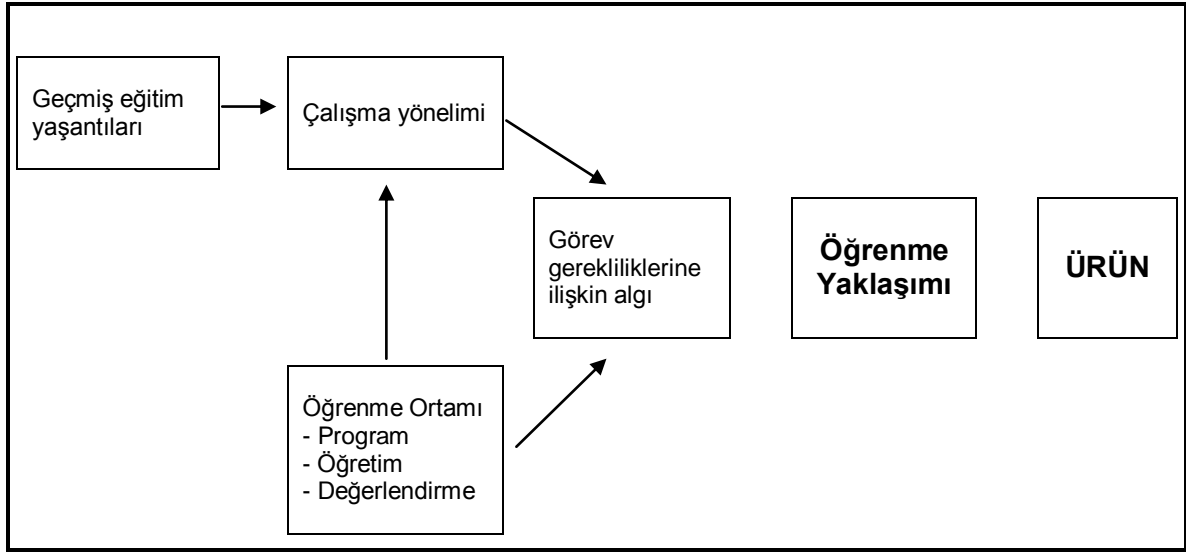 Geçmiş eğitim
yaşantıları
Çalışma yönelimi
Görev
gerekliliklerine
ilişkin algı
Öğrenme
Yaklaşımı
ÜRÜN
Öğrenme Ortamı
- Program
- Öğretim
- Değerlendirme